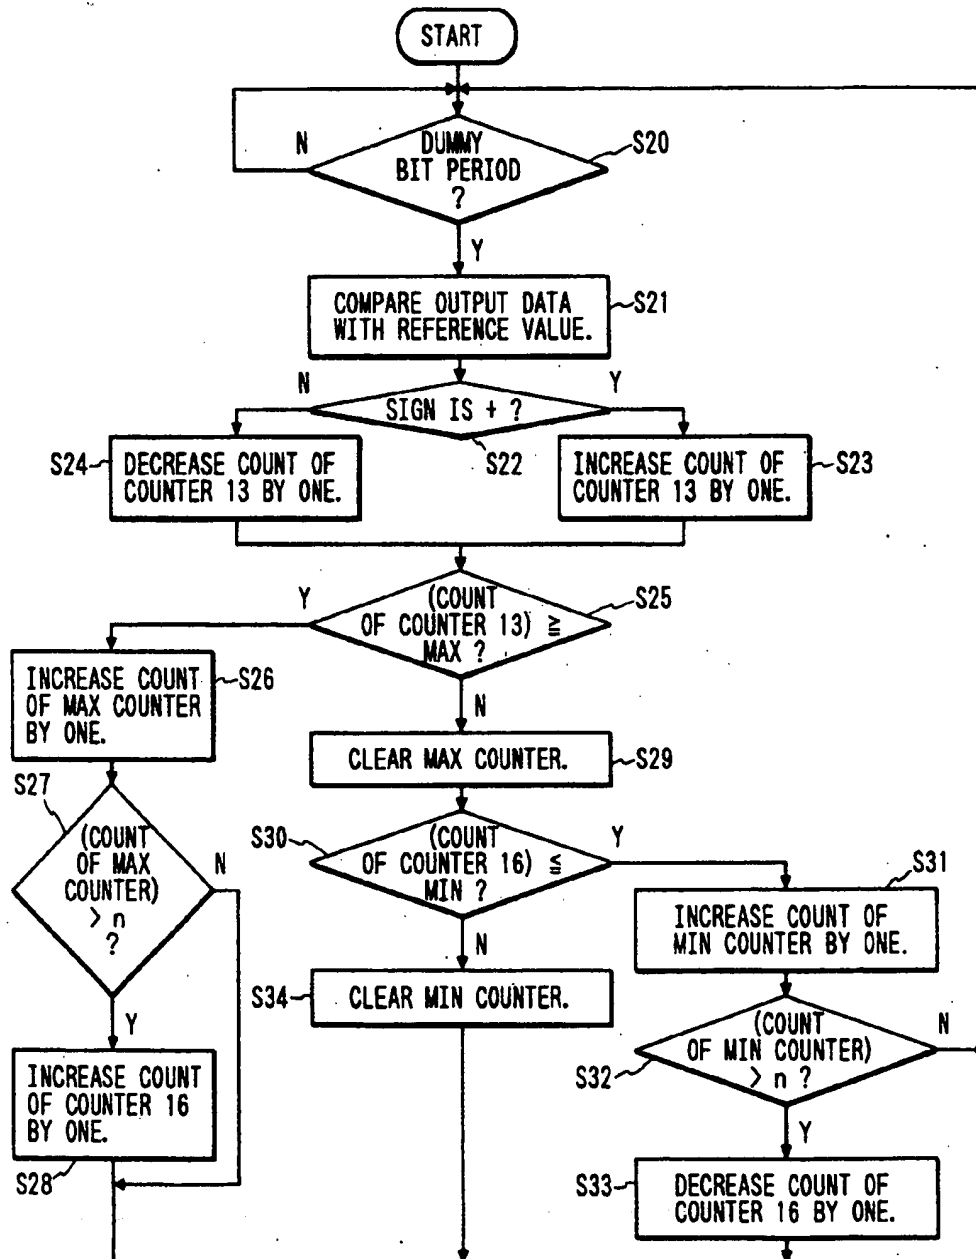 START
N
DUMMY
BIT PERIOD
?
S20
Y
COMPARE OUTPUT DATA
WITH REFERENCE VALUE.
S21
N
SIGN IS + ?
Y
S22
S24
DECREASE COUNT OF
COUNTER 13 BY ONE.
INCREASE COUNT OF
COUNTER 13 BY ONE.
S23
Y
(COUNT
OF COUNTER 13) ≧
MAX ?
S25
N
INCREASE COUNT
OF MAX COUNTER
BY ONE.
S26
CLEAR MAX COUNTER.
S29
S27
(COUNT
OF MAX
COUNTER)
> n
?
N
Y
S30
(COUNT
OF COUNTER 16) ≦
MIN ?
Y
N
S31
INCREASE COUNT OF
MIN COUNTER BY ONE.
S34
CLEAR MIN COUNTER.
(COUNT
OF MIN COUNTER)
> n ?
N
S32
Y
INCREASE COUNT
OF COUNTER 16
BY ONE.
S28
S33
DECREASE COUNT OF
COUNTER 16 BY ONE.